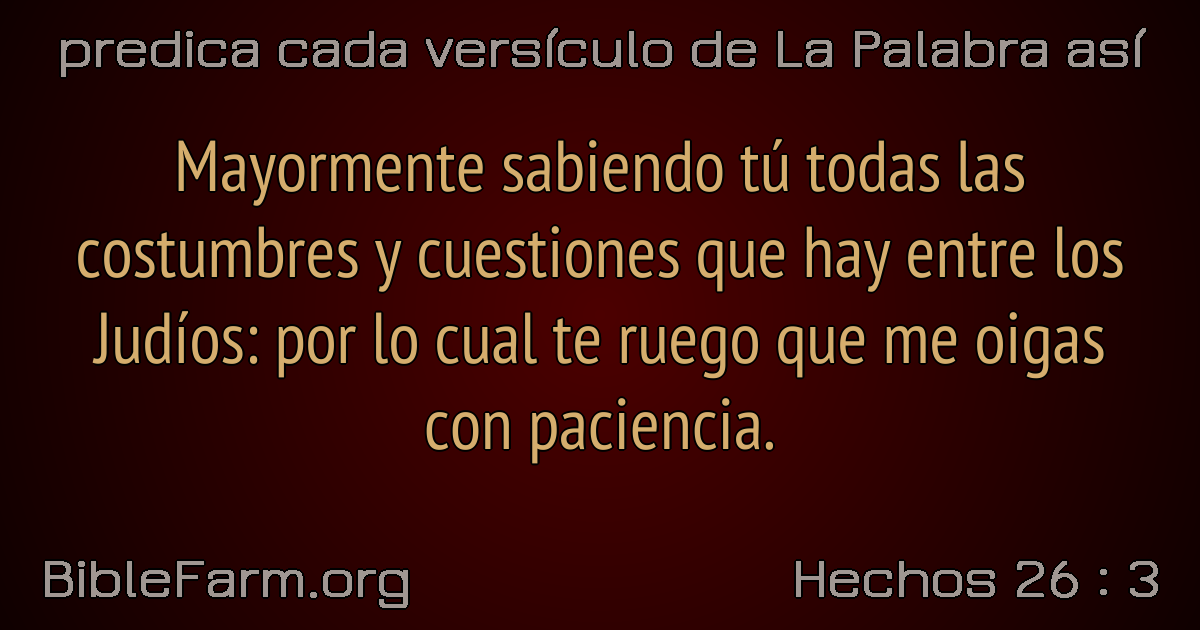 predica cada versículo de La Palabra así
Mayormente sabiendo tú todas las
costumbres y cuestiones que hay entre los
Judíos: por lo cual te ruego que me oigas
con paciencia.
BibleFarm.org
Hechos 26 : 3